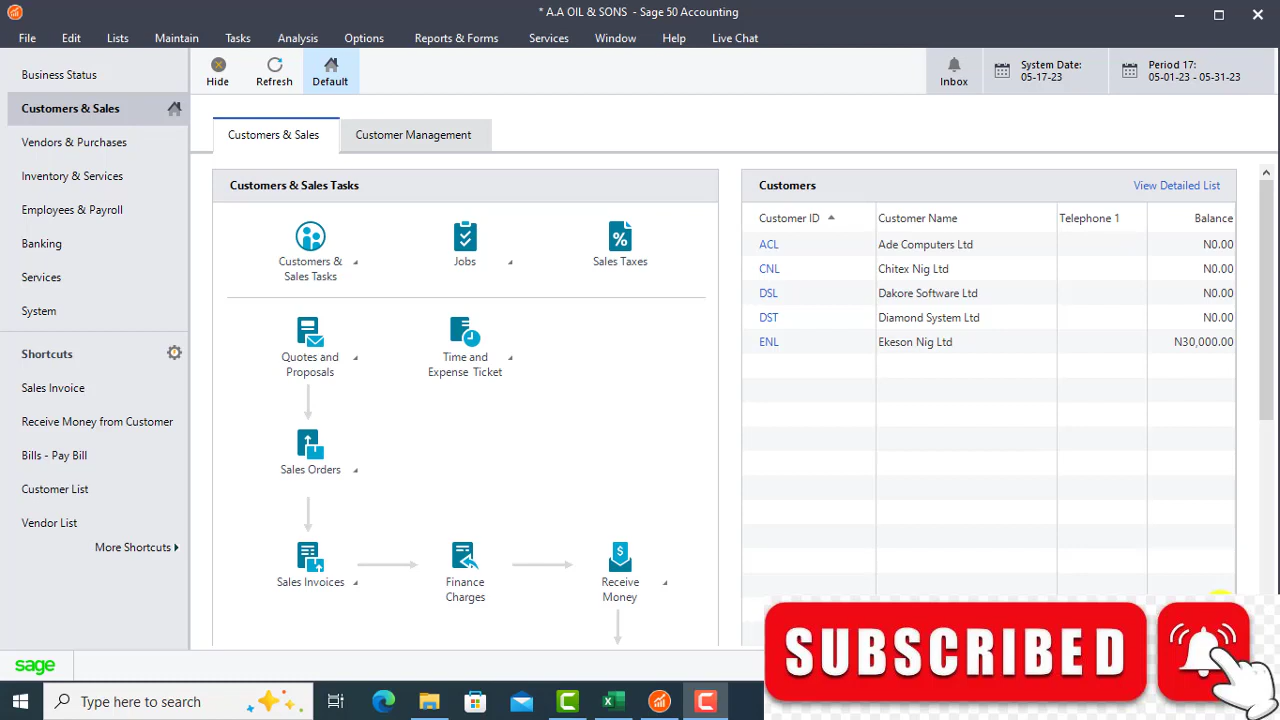 * A.A OIL & SONS - Sage 50 Accounting
File Edit Lists Maintain Tasks Analysis Options Reports & Forms Services Window Help Live Chat
Business Status
Customers & Sales
Vendors & Purchases
Inventory & Services
Employees & Payroll
Banking
Services
System
Shortcuts
Sales Invoice
Receive Money from Customer
Bills - Pay Bill
Customer List
Vendor List
More Shortcuts
sage
Hide Refresh Default
Inbox
System Date:
05-17-23
Period 17:
05-01-23 - 05-31-23
Customers & Sales Customer Management
Customers & Sales Tasks
Customers &
Sales Tasks
Jobs
%
Sales Taxes
Quotes and
Proposals
Time and
Expense Ticket
Sales Orders
Sales Invoices
Finance
Charges
$
Receive
Money
Customers View Detailed List
Customer ID Customer Name Telephone 1 Balance
ACL Ade Computers Ltd N0.00
CNL Chitex Nig Ltd N0.00
DSL Dakore Software Ltd N0.00
DST Diamond System Ltd N0.00
ENL Ekeson Nig Ltd N30,000.00
SUBSCRIBED
Type here to search